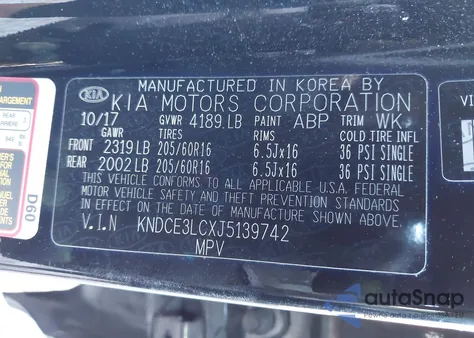 MANUFACTURED IN KOREA BY
KIA KIA MOTORS CORPORATION
10/17 GVWR 4189.LB PAINT ABP TRIM WK
GAWR TIRES RIMS COLD TIRE INFL
FRONT 2319 LB 205/60R16 6.5Jx16 36 PSI SINGLE
REAR 2002 LB 205/60R16 6.5Jx16 36 PSI SINGLE
THIS VEHICLE CONFORMS TO ALL APPLICABLE U.S.A. FEDERAL
MOTOR VEHICLE SAFETY, BUMPER, AND THEFT PREVENTION STANDARDS
IN EFFECT ON THE DATE OF MANUFACTURE SHOWN ABOVE.
V.I.N KNDCE3LCXJ5139742
MPV
D60
VI
autoSnap